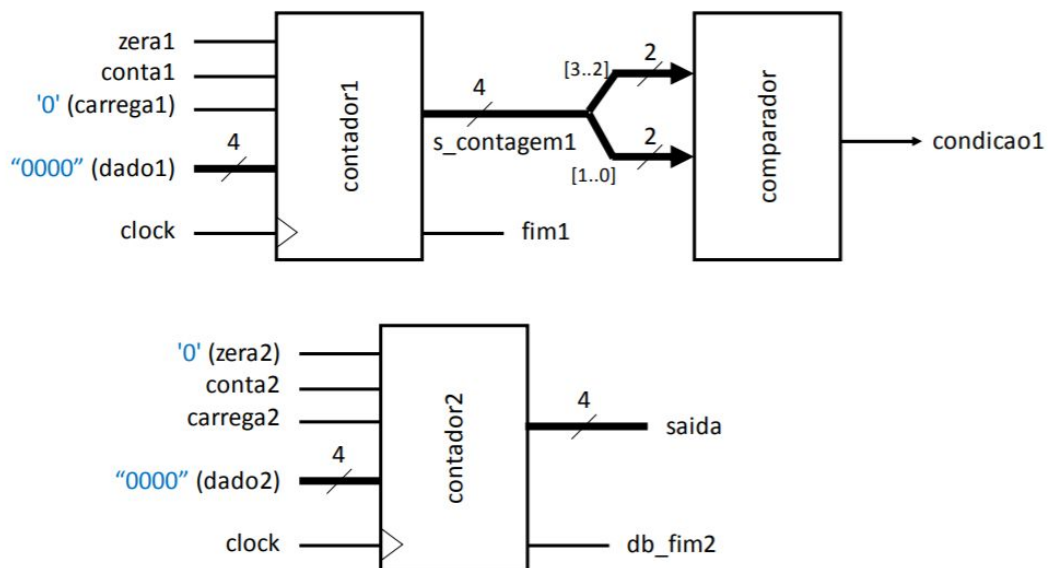 zera1
conta1
'0' (carrega1)
4
“0000” (dado1)
clock
contador1
4
s_contagem1
fim1
[3..2]
2
2
[1..0]
comparador
condicao1
'0' (zera2)
conta2
carrega2
4
“0000” (dado2)
clock
contador2
4
saida
db_fim2